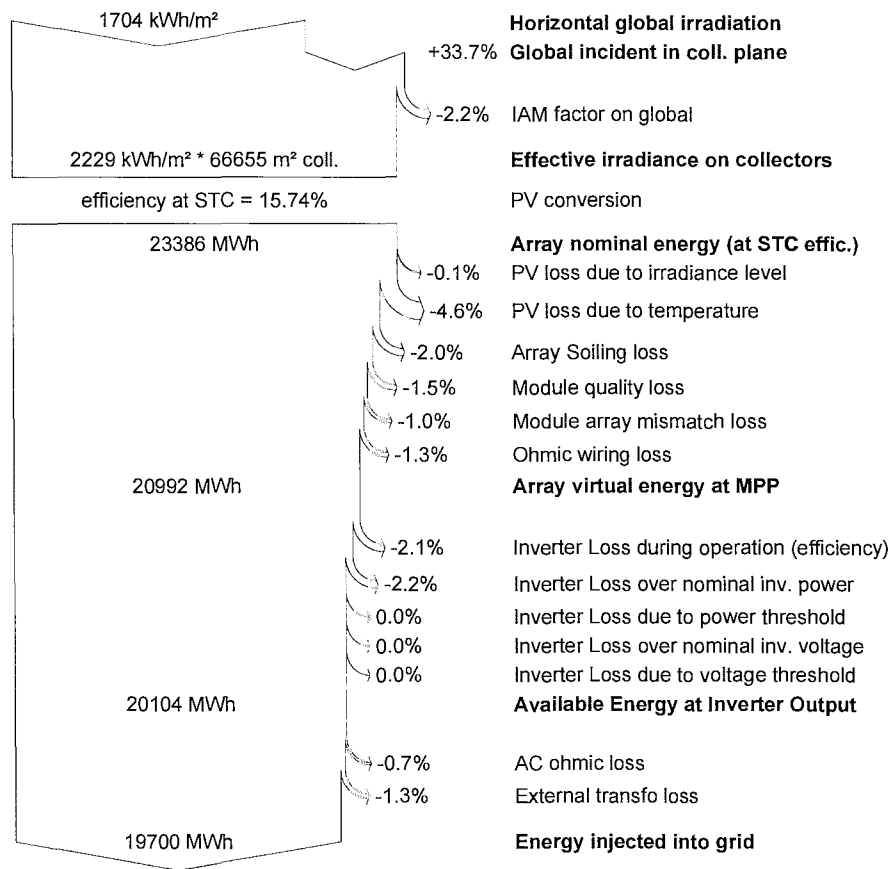 1704 kWh/m² Horizontal global irradiation
+33.7% Global incident in coll. plane
-2.2% IAM factor on global
2229 kWh/m² * 66655 m² coll. Effective irradiance on collectors
efficiency at STC = 15.74% PV conversion
23386 MWh Array nominal energy (at STC effic.)
-0.1% PV loss due to irradiance level
-4.6% PV loss due to temperature
-2.0% Array Soiling loss
-1.5% Module quality loss
-1.0% Module array mismatch loss
-1.3% Ohmic wiring loss
20992 MWh Array virtual energy at MPP
-2.1% Inverter Loss during operation (efficiency)
-2.2% Inverter Loss over nominal inv. power
0.0% Inverter Loss due to power threshold
0.0% Inverter Loss over nominal inv. voltage
0.0% Inverter Loss due to voltage threshold
20104 MWh Available Energy at Inverter Output
-0.7% AC ohmic loss
-1.3% External transfo loss
19700 MWh Energy injected into grid